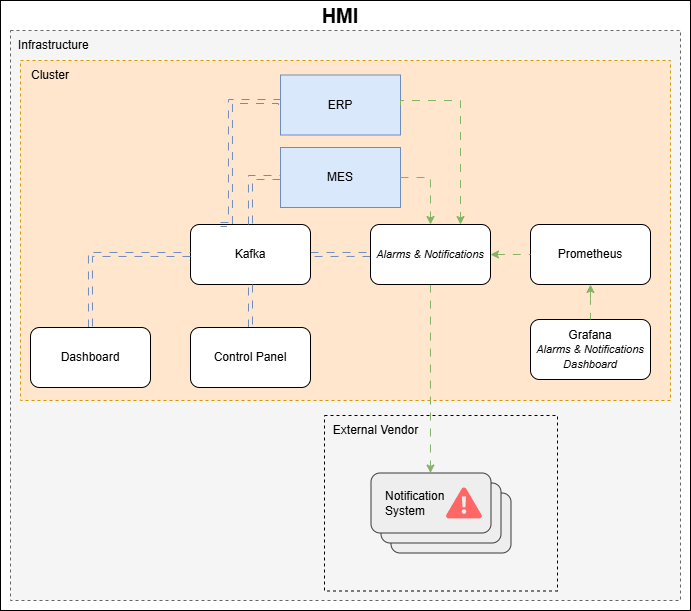 HMI
Infrastructure
Cluster
ERP
MES
Kafka
Alarms & Notifications
Prometheus
Dashboard
Control Panel
Grafana
Alarms & Notifications
Dashboard
External Vendor
Notification
System